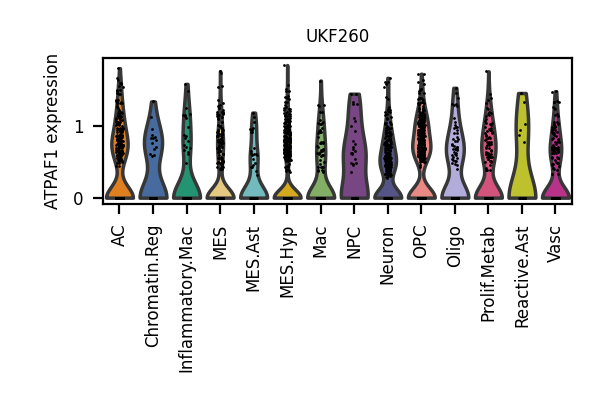 UKF260
ATPAF1 expression
1
0
AC
Chromatin.Reg
Inflammatory.Mac
MES
MES.Ast
MES.Hyp
Mac
NPC
Neuron
OPC
Oligo
Prolif.Metab
Reactive.Ast
Vasc